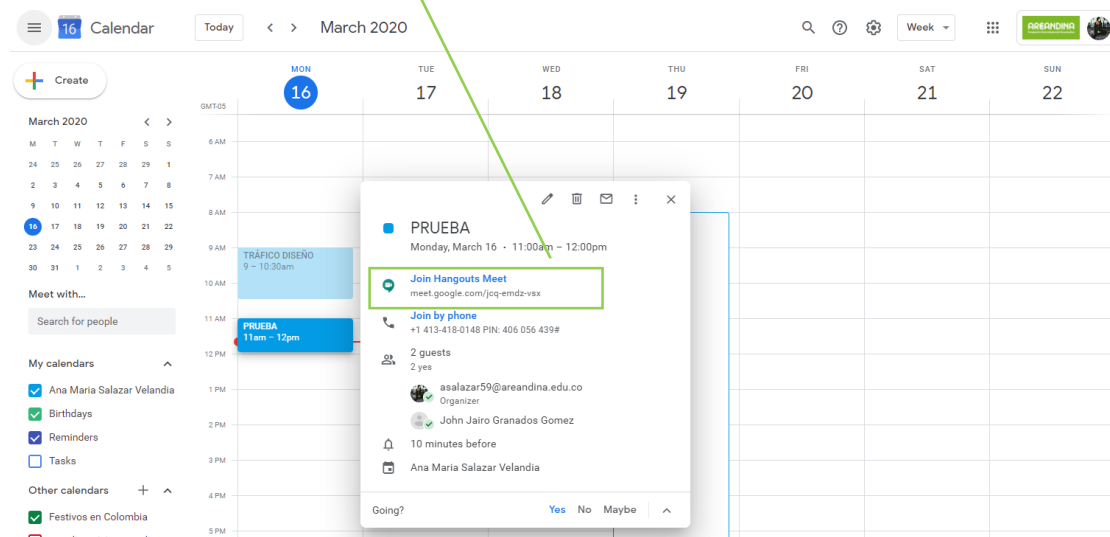 16 Calendar Today March 2020 Week AREANDINA
Create
MON TUE WED THU FRI SAT SUN
16 17 18 19 20 21 22
GMT-05
March 2020
M T W T F S S
24 25 26 27 28 29 1
2 3 4 5 6 7 8
9 10 11 12 13 14 15
16 17 18 19 20 21 22
23 24 25 26 27 28 29
30 31 1 2 3 4 5
Meet with...
Search for people
My calendars
Ana Maria Salazar Velandia
Birthdays
Reminders
Tasks
Other calendars
Festivos en Colombia
6 AM
7 AM
8 AM
9 AM
10 AM
11 AM
12 PM
1 PM
2 PM
3 PM
4 PM
5 PM
TRÁFICO DISEÑO
9 – 10:30am
PRUEBA
11am – 12pm
PRUEBA
Monday, March 16 • 11:00am – 12:00pm
Join Hangouts Meet
meet.google.com/jcq-emdz-vsx
Join by phone
+1 413-418-0148 PIN: 406 056 439#
2 guests
2 yes
asalazar59@areandina.edu.co
Organizer
John Jairo Granados Gomez
10 minutes before
Ana Maria Salazar Velandia
Going? Yes No Maybe